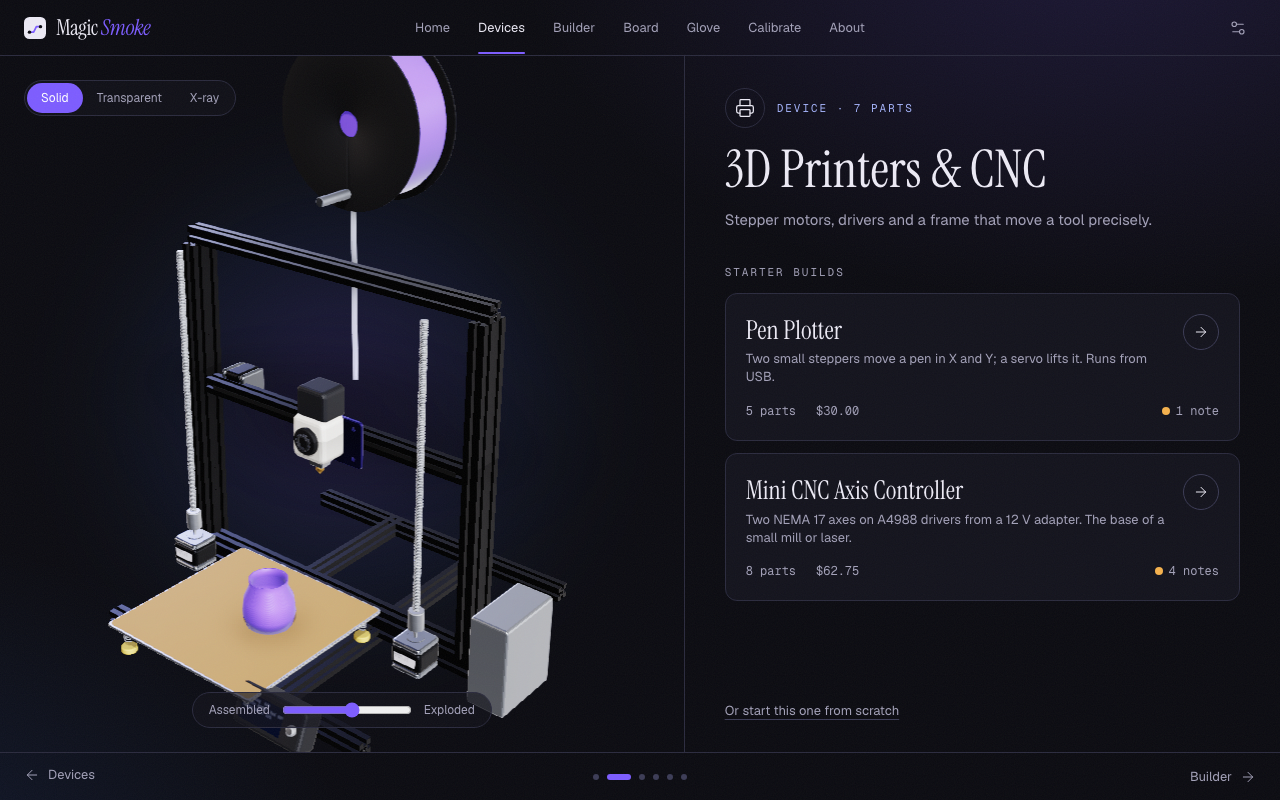 Magic Smoke
Home
Devices
Builder
Board
Glove
Calibrate
About
Solid
Transparent
X-ray
DEVICE · 7 PARTS
3D Printers & CNC
Stepper motors, drivers and a frame that move a tool precisely.
STARTER BUILDS
Pen Plotter
Two small steppers move a pen in X and Y; a servo lifts it. Runs from
USB.
5 parts $30.00 1 note
Mini CNC Axis Controller
Two NEMA 17 axes on A4988 drivers from a 12 V adapter. The base of a
small mill or laser.
8 parts $62.75 4 notes
Assembled
Exploded
Or start this one from scratch
Devices
Builder